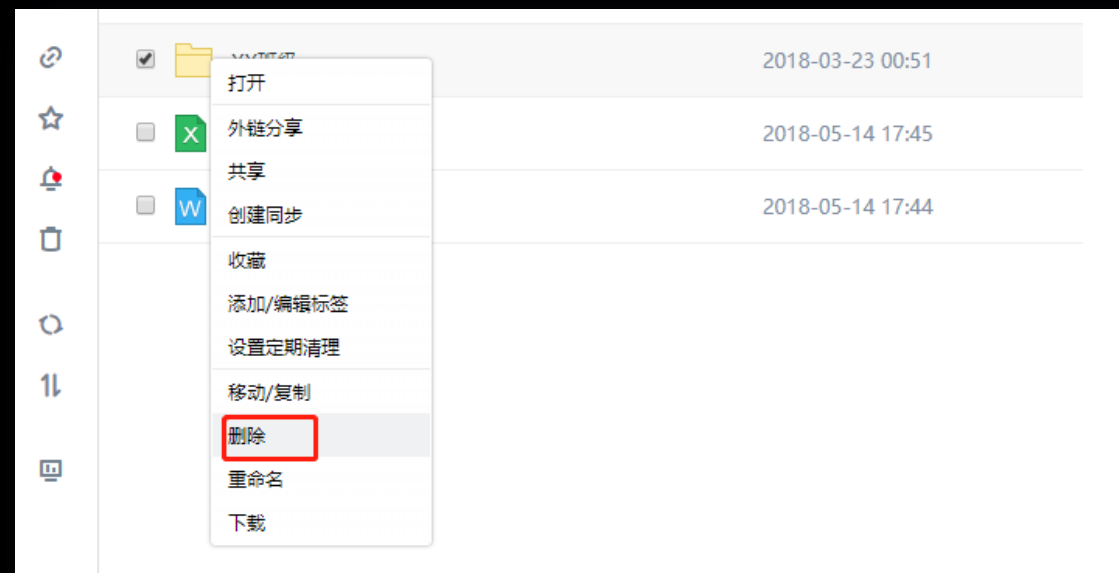 2018-03-23 00:51
打开
外链分享
X
2018-05-14 17:45
共享
W
创建同步
2018-05-14 17:44
收藏
添加/编辑标签
设置定期清理
移动/复制
删除
重命名
下载